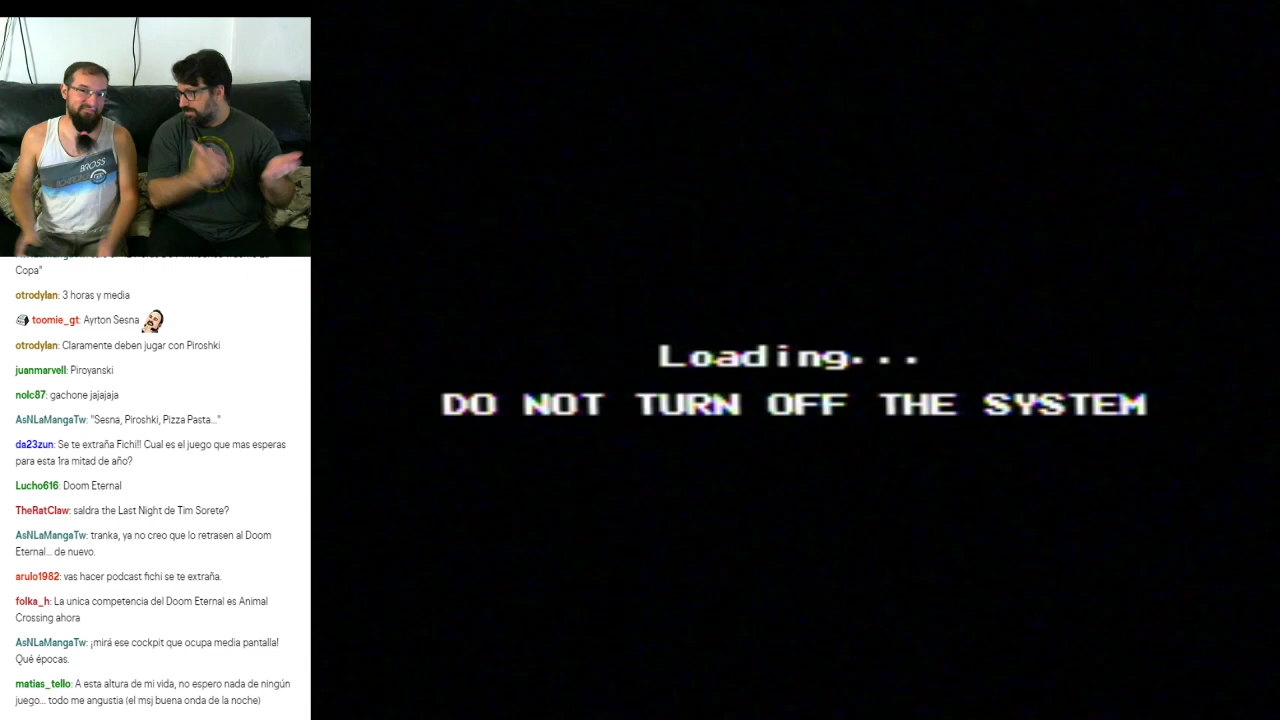 BROSS
Copa"
otrodylan: 3 horas y media
toomie_gt: Ayrton Sesna
otrodylan: Claramente deben jugar con Piroshki
juanmarvell: Piroyanski
nolc87: gachone jajajaja
AsNLaMangaTw: "Sesna, Piroshki, Pizza Pasta..."
da23zun: Se te extraña Fichi!! Cual es el juego que mas esperas
para esta 1ra mitad de año?
Lucho616: Doom Eternal
TheRatClaw: saldra the Last Night de Tim Sorete?
AsNLaMangaTw: tranka, ya no creo que lo retrasen al Doom
Eternal... de nuevo.
arulo1982: vas hacer podcast fichi se te extraña.
folka_h: La unica competencia del Doom Eternal es Animal
Crossing ahora
AsNLaMangaTw: ¡mirá ese cockpit que ocupa media pantalla!
Qué épocas.
matias_tello: A esta altura de mi vida, no espero nada de ningún
juego... todo me angustia (el msj buena onda de la noche)
Loading...
DO NOT TURN OFF THE SYSTEM